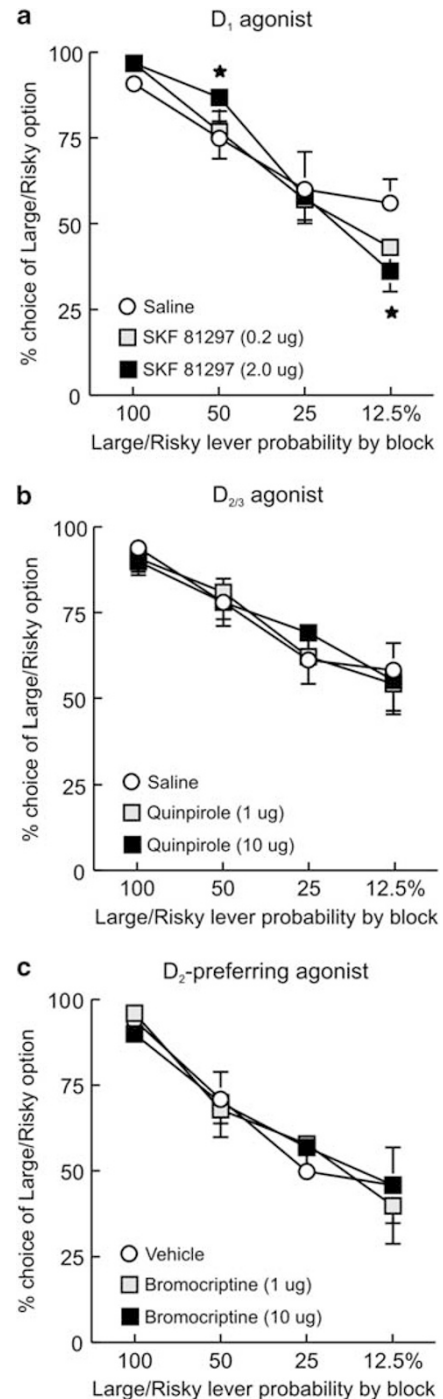 a
D₁ agonist
% choice of Large/Risky option
100
75
50
25
0
★
★
Saline
SKF 81297 (0.2 ug)
SKF 81297 (2.0 ug)
100 50 25 12.5%
Large/Risky lever probability by block
b
D₂/₃ agonist
% choice of Large/Risky option
100
75
50
25
0
Saline
Quinpirole (1 ug)
Quinpirole (10 ug)
100 50 25 12.5%
Large/Risky lever probability by block
c
D₂-preferring agonist
% choice of Large/Risky option
100
75
50
25
0
Vehicle
Bromocriptine (1 ug)
Bromocriptine (10 ug)
100 50 25 12.5%
Large/Risky lever probability by block